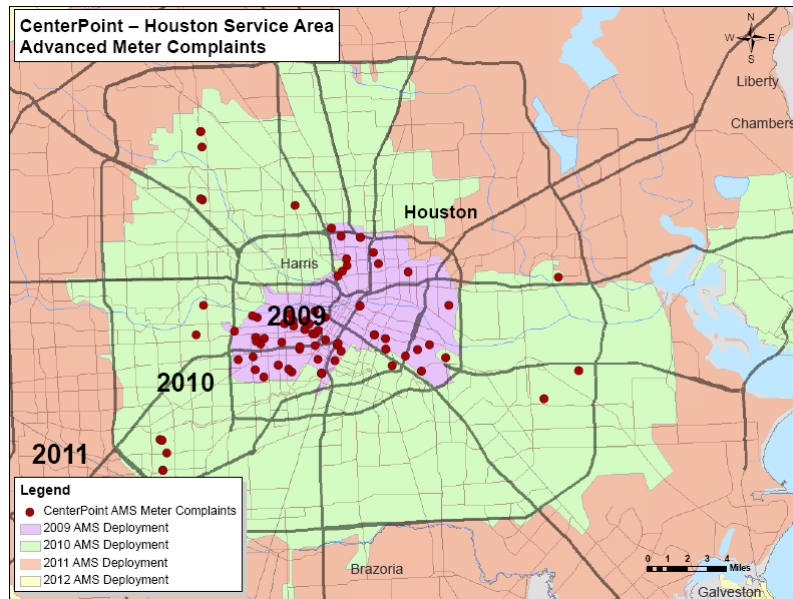 CenterPoint – Houston Service Area
Advanced Meter Complaints
N
W E
S
Liberty
Chambers
Houston
Harris
2009
2010
2011
Legend
CenterPoint AMS Meter Complaints
2009 AMS Deployment
2010 AMS Deployment
2011 AMS Deployment
2012 AMS Deployment
Brazoria
0 1 2 3 4
Miles
Galveston